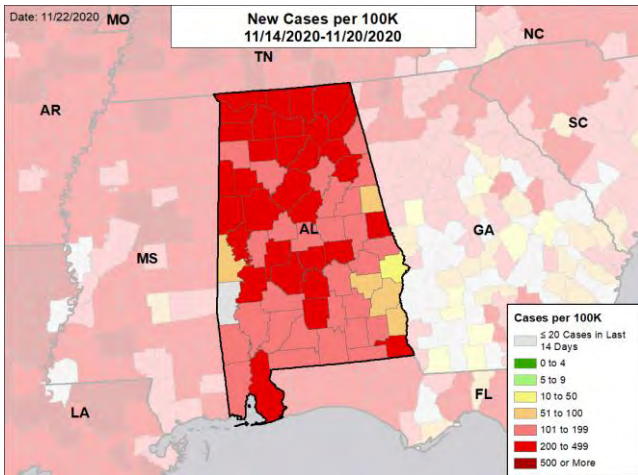 Date: 11/22/2020
New Cases per 100K
11/14/2020-11/20/2020
MO
TN
NC
AR
SC
MS
AL
GA
LA
FL
Cases per 100K
≤ 20 Cases in Last
14 Days
0 to 4
5 to 9
10 to 50
51 to 100
101 to 199
200 to 499
500 or More